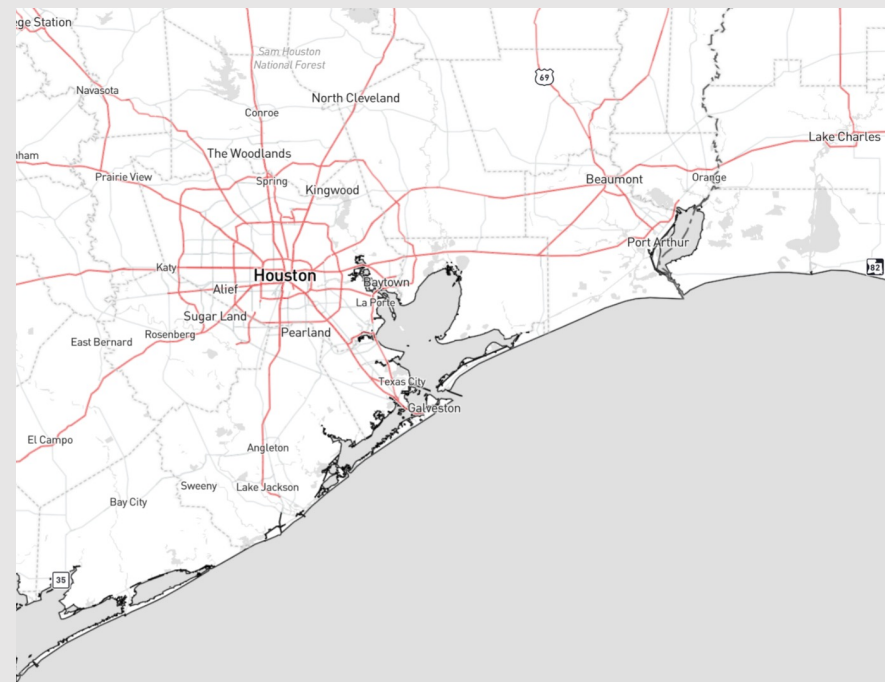 ege Station
Sam Houston
National Forest
69
Navasota
North Cleveland
Conroe
Lake Charles
ham
The Woodlands
Prairie View
Spring
Kingwood
Beaumont
Orange
Port Arthur
Katy
Houston
82
Alief
Baytown
La Porte
Sugar Land
Rosenberg
Pearland
East Bernard
Texas City
Galveston
El Campo
Angleton
Sweeny
Lake Jackson
Bay City
35